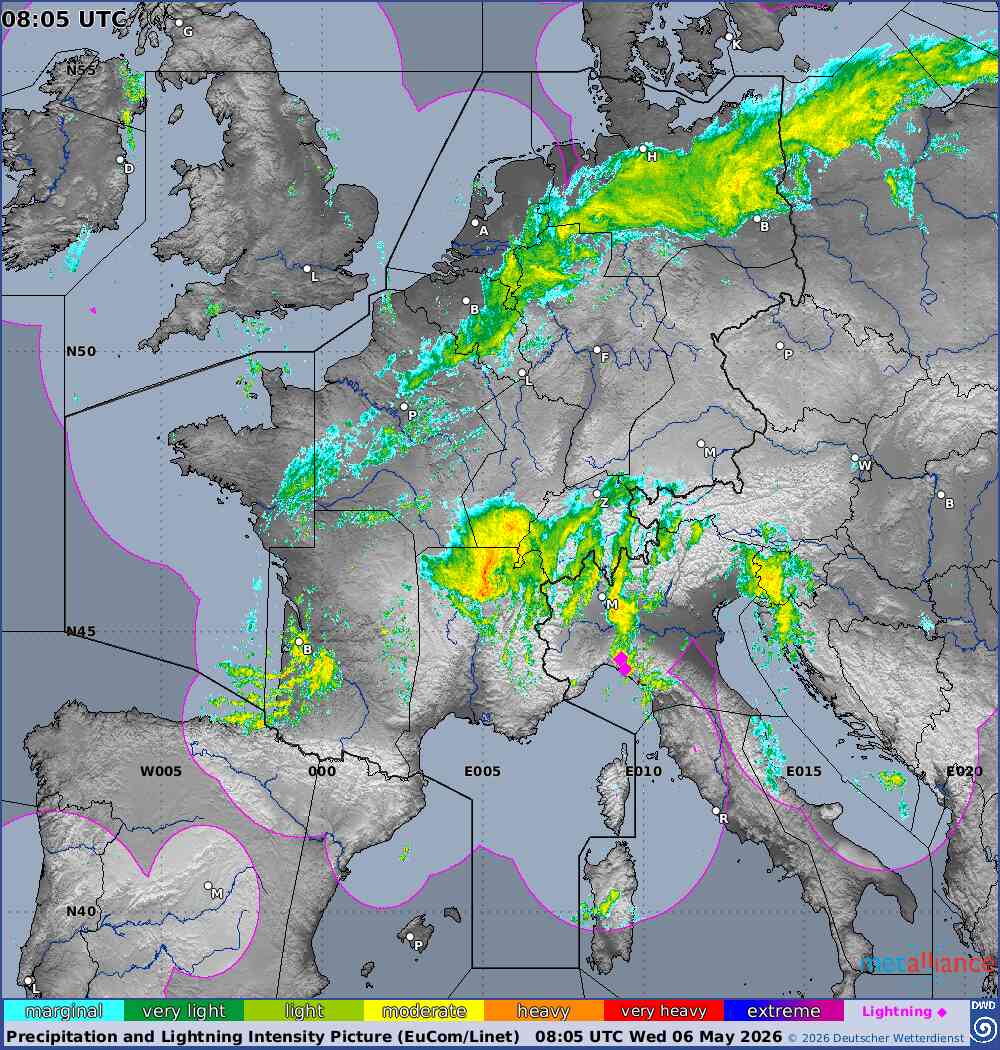 08:05 UTC
G
K
N55
H
D
A
B
L
B
N50
P
F
L
P
M
W
B
Z
M
N45
B
W005
000
E005
E010
E015
E020
R
M
N40
P
L
metalliance
marginal
very light
light
moderate
heavy
very heavy
extreme
Lightning ◆
DWD
Precipitation and Lightning Intensity Picture (EuCom/Linet) 08:05 UTC Wed 06 May 2026 © 2026 Deutscher Wetterdienst